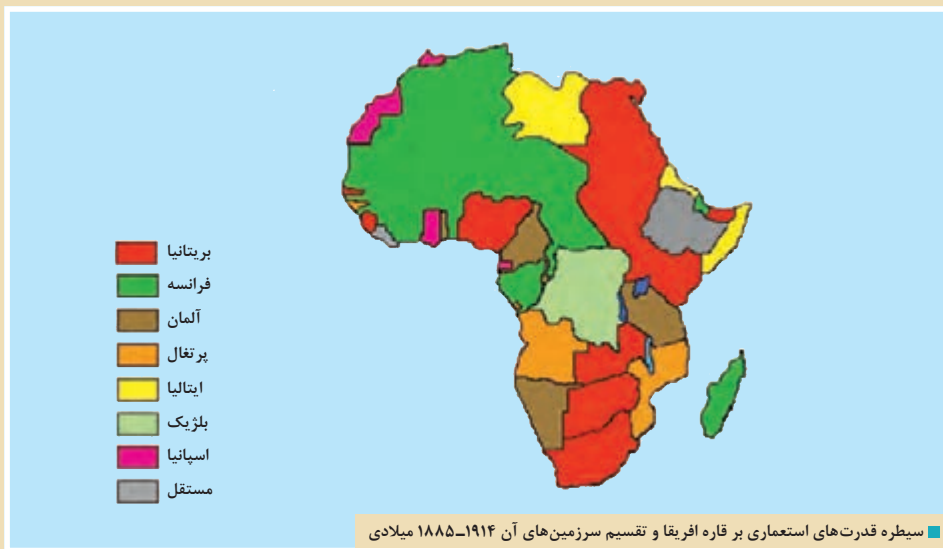 بریتانیا
فرانسه
آلمان
پرتغال
ایتالیا
بلژیک
اسپانیا
مستقل
سیطره قدرت‌های استعماری بر قاره افریقا و تقسیم سرزمین‌های آن ۱۹۱۴ـ۱۸۸۵ میلادی